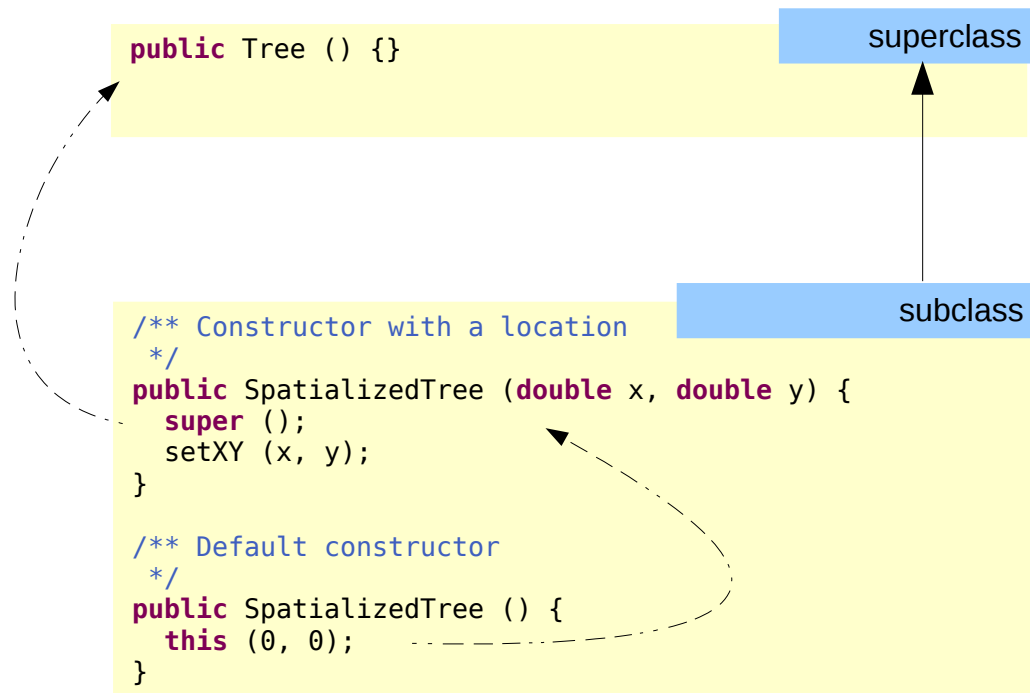 superclass
public Tree () {}
subclass
/** Constructor with a location
 */
public SpatializedTree (double x, double y) {
  super ();
  setXY (x, y);
}
/** Default constructor
 */
public SpatializedTree () {
  this (0, 0);
}